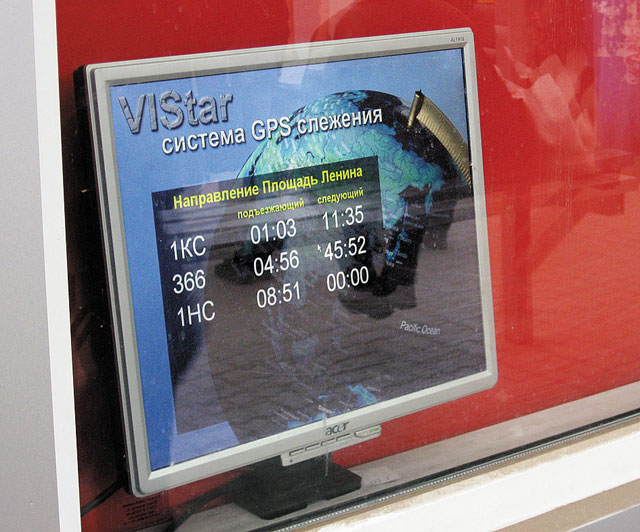 AL1916
VIStar
система GPS слежения
Направление Площадь Ленина
подъезжающий следующий
1КС 01:03 11:35
366 04:56 45:52
1НС 08:51 00:00
Pacific Ocean
acer